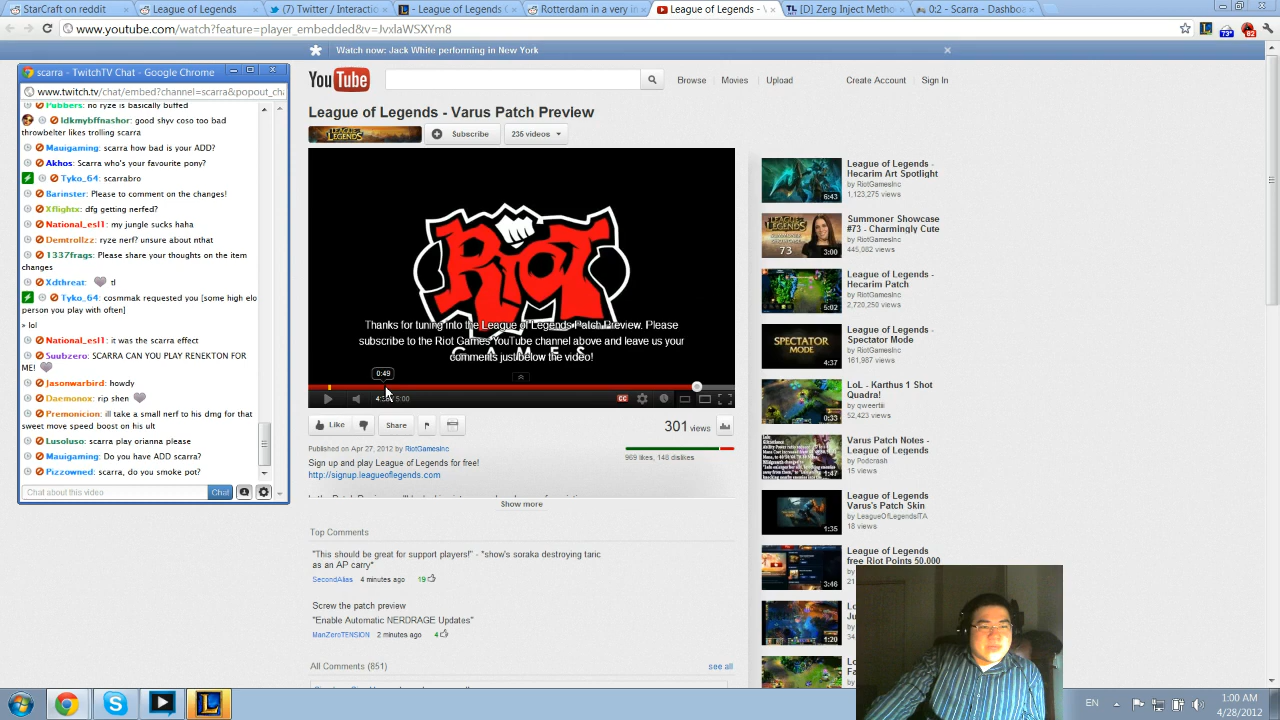 StarCraft on reddit
League of Legends
(7) Twitter / Interactio
League of Legends (
Rotterdam in a very in
League of Legends - V
[D] Zerg Inject Metho
0:2 - Scarra - Dashboa
www.youtube.com/watch?feature=player_embedded&v=JvxlaWSXYm8
Watch now: Jack White performing in New York
scarra - TwitchTV Chat - Google Chrome
www.twitch.tv/chat/embed?channel=scarra&popout_cha
Pubbers: no ryze is basically buffed
ldkmybffnashor: good shyv coso too bad
throwbelter likes trolling scarra
Mauigaming: scarra how bad is your ADD?
Akhos: Scarra who's your favourite pony?
Tyko_64: scarrabro
Barinster: Please to comment on the changes!
Xflightx: dfg getting nerfed?
National_esl1: my jungle sucks haha
Demtrollzz: ryze nerf? unsure about nthat
1337frags: Please share your thoughts on the item
changes
Xdthreat: tl
Tyko_64: cosmmak requested you [some high elo
person you play with often]
> lol
National_esl1: it was the scarra effect
Suubzero: SCARRA CAN YOU PLAY RENEKTON FOR
ME!
Jasonwarbird: howdy
Daemonox: rip shen
Premonicion: ill take a small nerf to his dmg for that
sweet move speed boost on his ult
Lusoluso: scarra play orianna please
Mauigaming: Do you have ADD scarra?
Pizzowned: scarra, do you smoke pot?
Chat about this video
Chat
YouTube
Browse
Movies
Upload
Create Account
Sign In
League of Legends - Varus Patch Preview
LEAGUE OF LEGENDS
Subscribe
235 videos
RIOT
GAMES
Thanks for tuning into the League of Legends Patch Preview. Please
subscribe to the Riot Games YouTube channel above and leave us your
comments just below the video!
0:49
5:00
CC
Like
Share
301 views
Published on Apr 27, 2012 by RiotGamesInc
969 likes, 148 dislikes
Sign up and play League of Legends for free!
http://signup.leagueoflegends.com
Show more
Top Comments
"This should be great for support players!" - *show's soraka destroying taric
as an AP carry*
SecondAlias 4 minutes ago 19
Screw the patch preview
"Enable Automatic NERDRAGE Updates"
ManZeroTENSION 2 minutes ago 4
All Comments (851)
see all
League of Legends -
Hecarim Art Spotlight
by RiotGamesInc
1,123,275 views
6:43
Summoner Showcase
#73 - Charmingly Cute
by RiotGamesInc
445,082 views
73
3:00
League of Legends -
Hecarim Patch
by RiotGamesInc
2,720,250 views
5:02
League of Legends -
Spectator Mode
by RiotGamesInc
161,987 views
SPECTATOR
MODE
4:37
LoL - Karthus 1 Shot
Quadra!
by qweertiii
52,423 views
0:33
Varus Patch Notes -
League of Legends
by Podcraah
15 views
1:47
League of Legends
Varus's Patch Skin
by LeagueOfLegendsITA
18 views
1:35
League of Legends
free Riot Points 50.000
3:46
1:20
EN
1:00 AM
4/28/2012